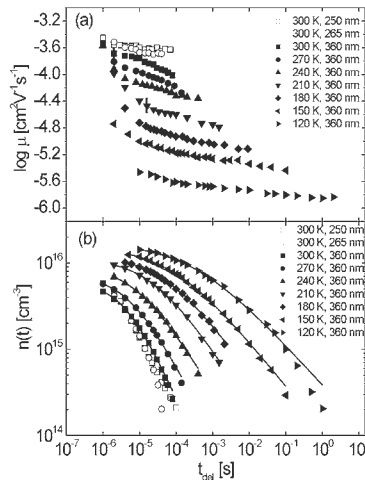 (a)
300 K, 250 nm
300 K, 265 nm
300 K, 360 nm
270 K, 360 nm
240 K, 360 nm
210 K, 360 nm
180 K, 360 nm
150 K, 360 nm
120 K, 360 nm
log μ [cm²V⁻¹s⁻¹]
-3.2
-3.6
-4.0
-4.4
-4.8
-5.2
-5.6
-6.0
(b)
300 K, 250 nm
300 K, 265 nm
300 K, 360 nm
270 K, 360 nm
240 K, 360 nm
210 K, 360 nm
180 K, 360 nm
150 K, 360 nm
120 K, 360 nm
n(t) [cm⁻³]
10¹⁶
10¹⁵
10¹⁴
10⁻⁷ 10⁻⁶ 10⁻⁵ 10⁻⁴ 10⁻³ 10⁻² 10⁻¹ 10⁰ 10¹
t_del [s]